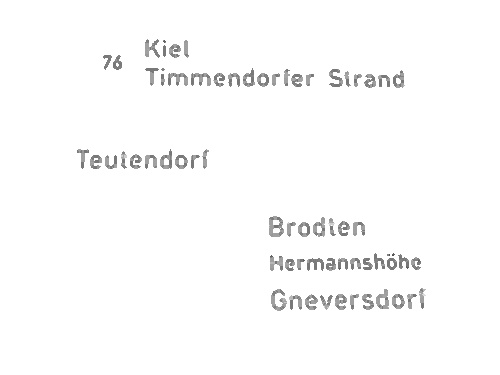 76 Kiel
Timmendorfer Strand
Teutendorf
Brodten
Hermannshöhe
Gneversdorf